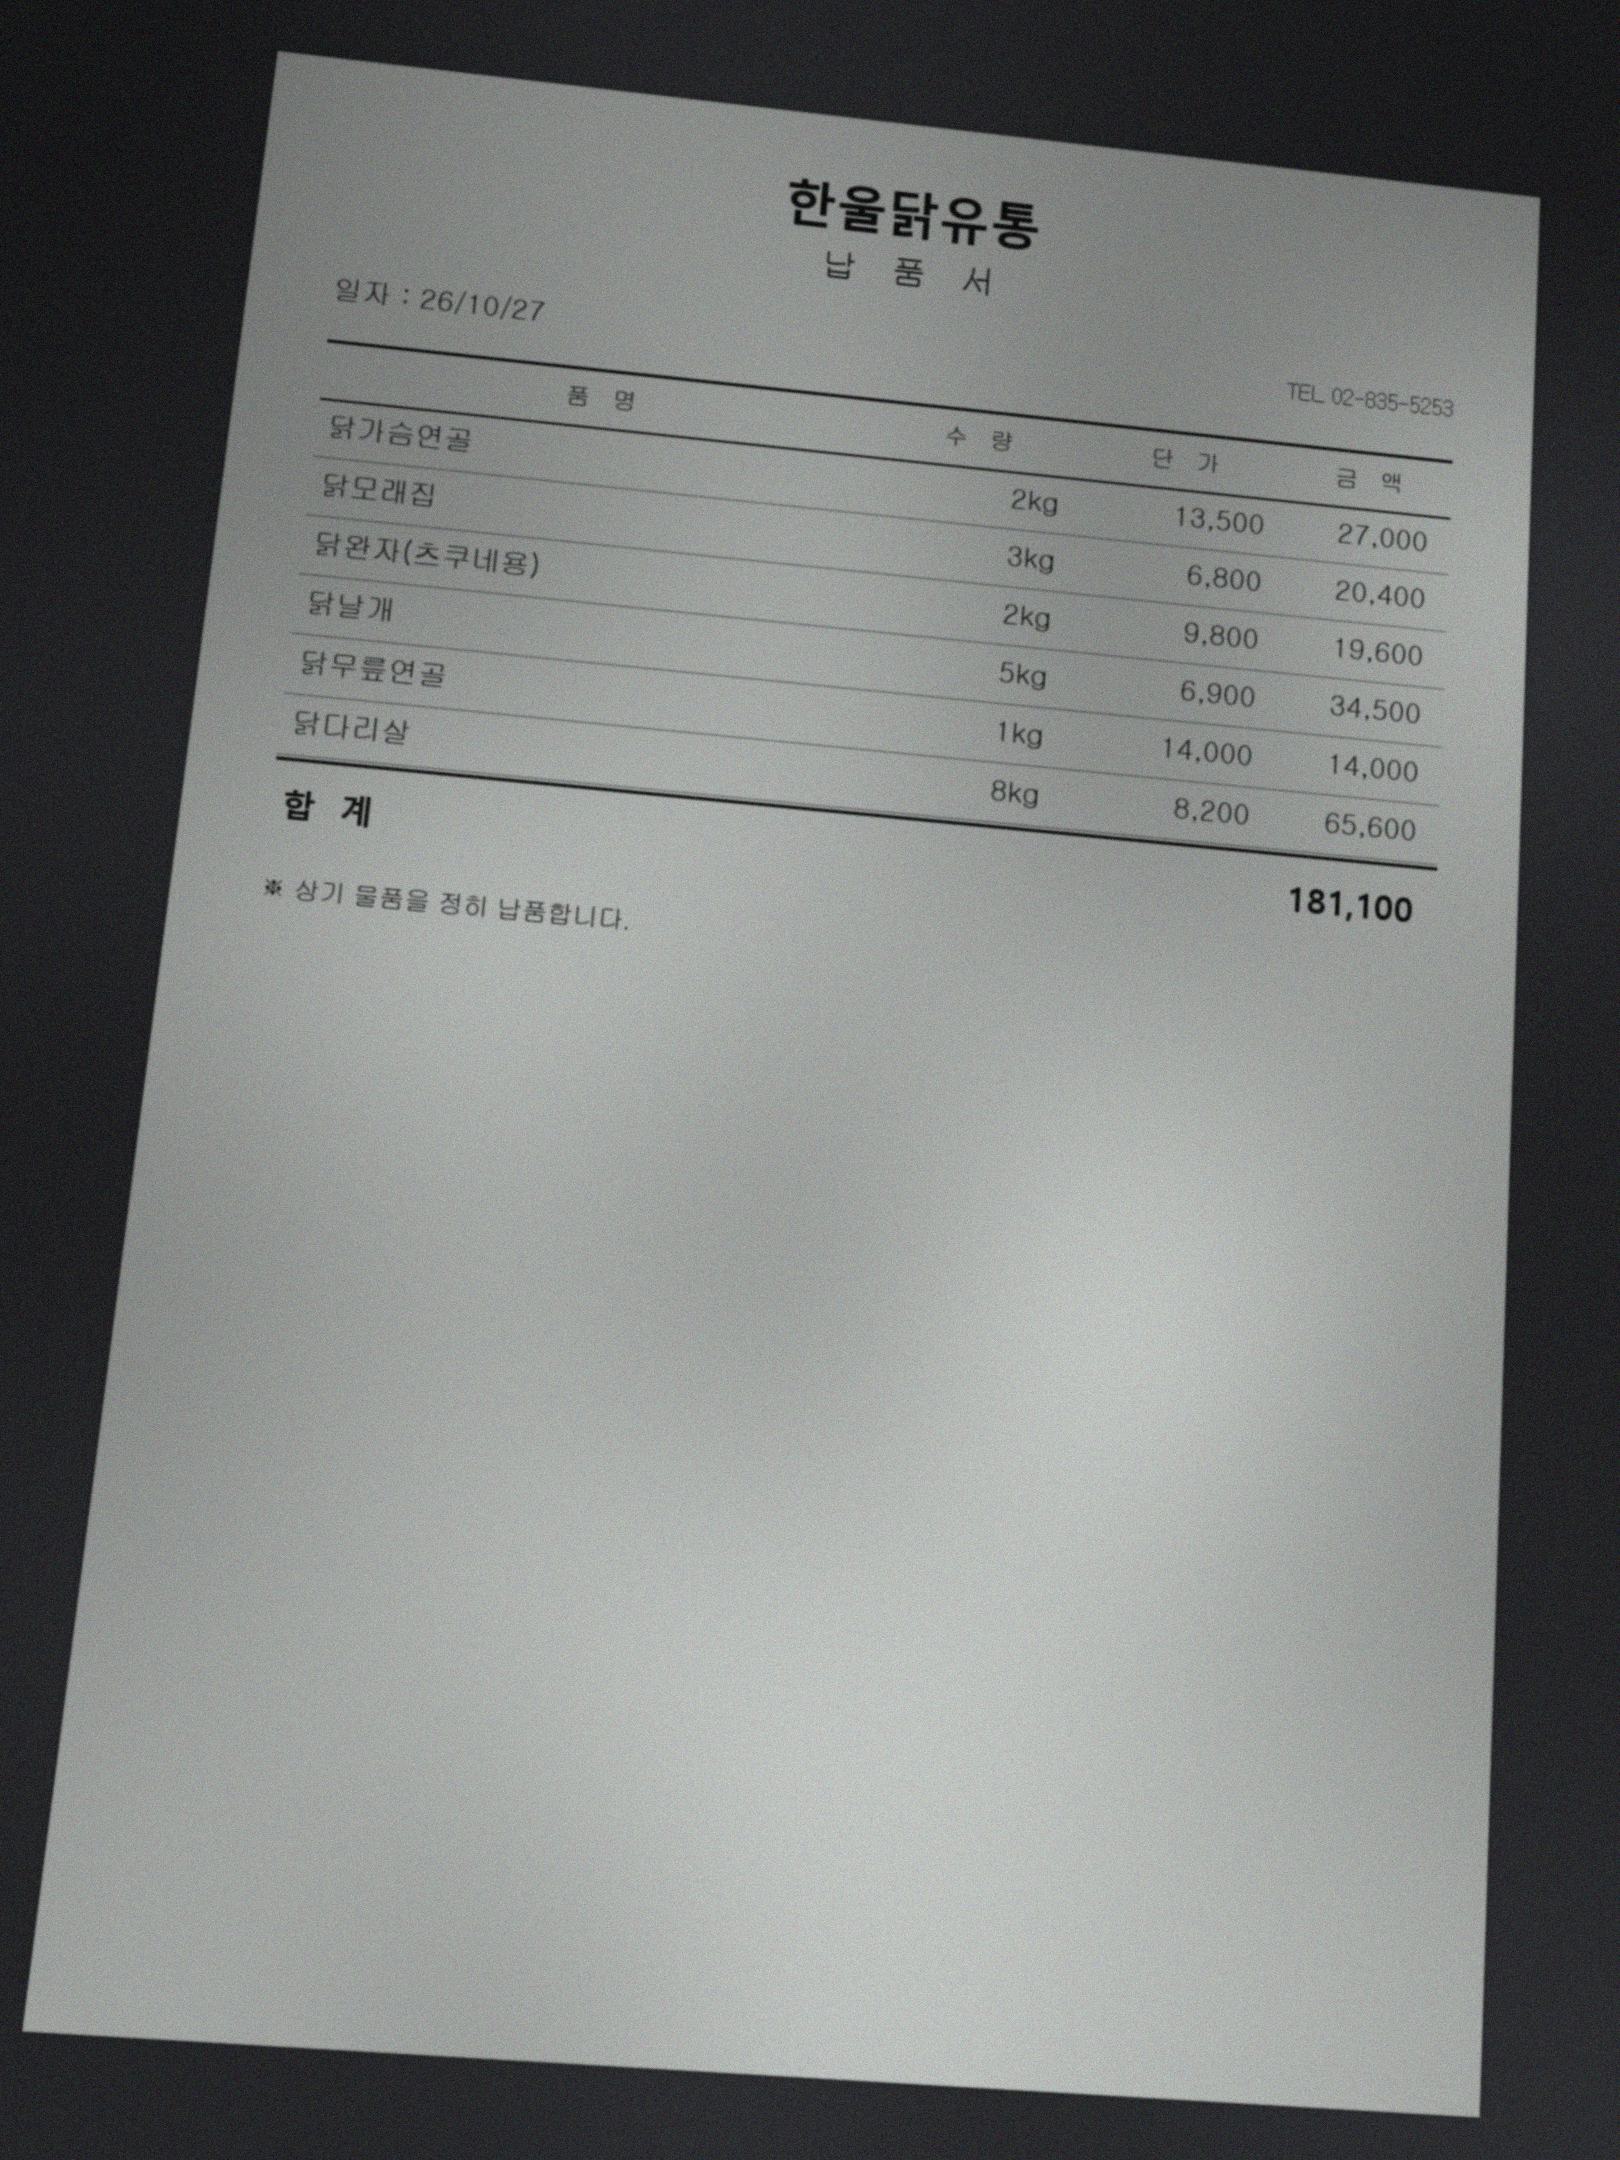 한울닭유통
납 품 서
일자 : 26/10/27
TEL. 02-835-5253
품 명 수 량 단 가 금 액
닭가슴연골 2kg 13,500 27,000
닭모래집 3kg 6,800 20,400
닭완자(츠쿠네용) 2kg 9,800 19,600
닭날개 5kg 6,900 34,500
닭무릎연골 1kg 14,000 14,000
닭다리살 8kg 8,200 65,600
합 계 181,100
※ 상기 물품을 정히 납품합니다.